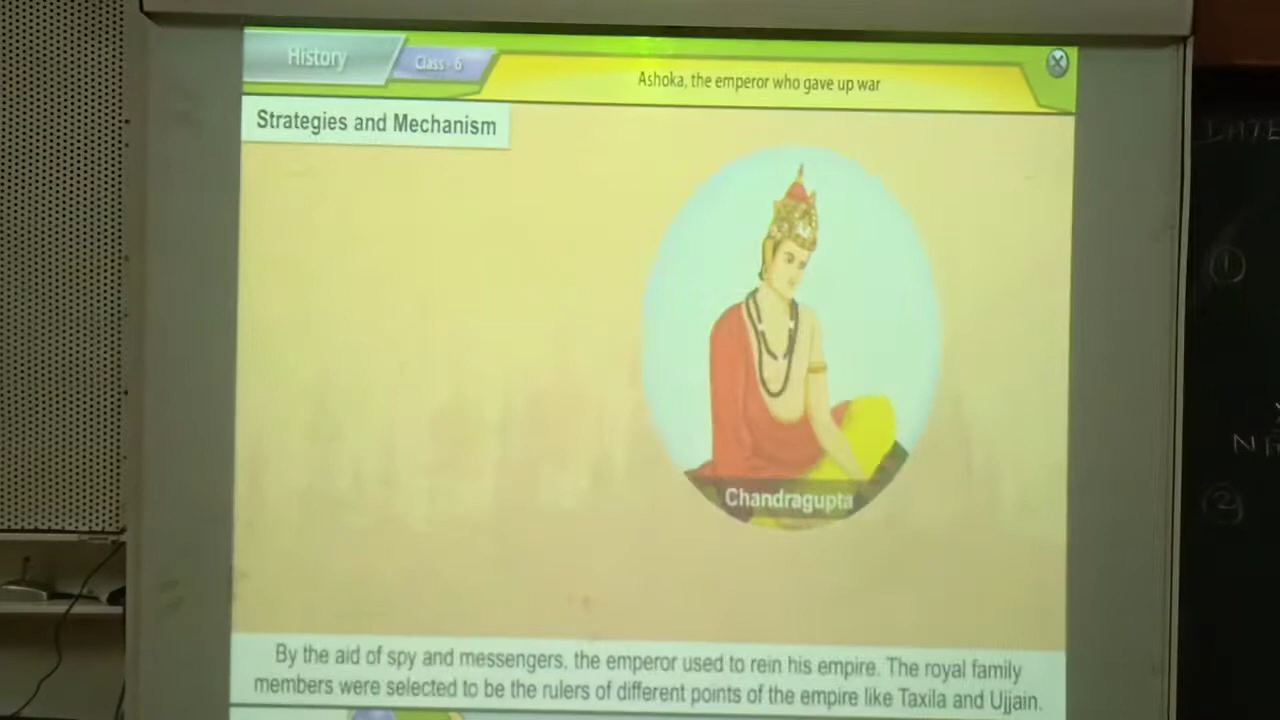 History
Class - 6
Ashoka, the emperor who gave up war
Strategies and Mechanism
Chandragupta
By the aid of spy and messengers, the emperor used to rein his empire. The royal family
members were selected to be the rulers of different points of the empire like Taxila and Ujjain.
1
2